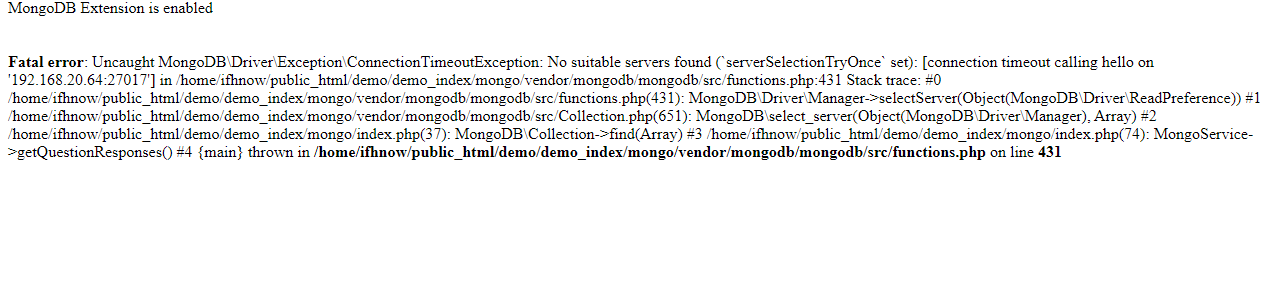 MongoDB Extension is enabled
Fatal error: Uncaught MongoDB\Driver\Exception\ConnectionTimeoutException: No suitable servers found (`serverSelectionTryOnce` set): [connection timeout calling hello on
'192.168.20.64:27017'] in /home/ifhnow/public_html/demo/demo_index/mongo/vendor/mongodb/mongodb/src/functions.php:431 Stack trace: #0
/home/ifhnow/public_html/demo/demo_index/mongo/vendor/mongodb/mongodb/src/functions.php(431): MongoDB\Driver\Manager->selectServer(Object(MongoDB\Driver\ReadPreference)) #1
/home/ifhnow/public_html/demo/demo_index/mongo/vendor/mongodb/mongodb/src/Collection.php(651): MongoDB\select_server(Object(MongoDB\Driver\Manager), Array) #2
/home/ifhnow/public_html/demo/demo_index/mongo/index.php(37): MongoDB\Collection->find(Array) #3 /home/ifhnow/public_html/demo/demo_index/mongo/index.php(74): MongoService-
>getQuestionResponses() #4 {main} thrown in /home/ifhnow/public_html/demo/demo_index/mongo/vendor/mongodb/mongodb/src/functions.php on line 431